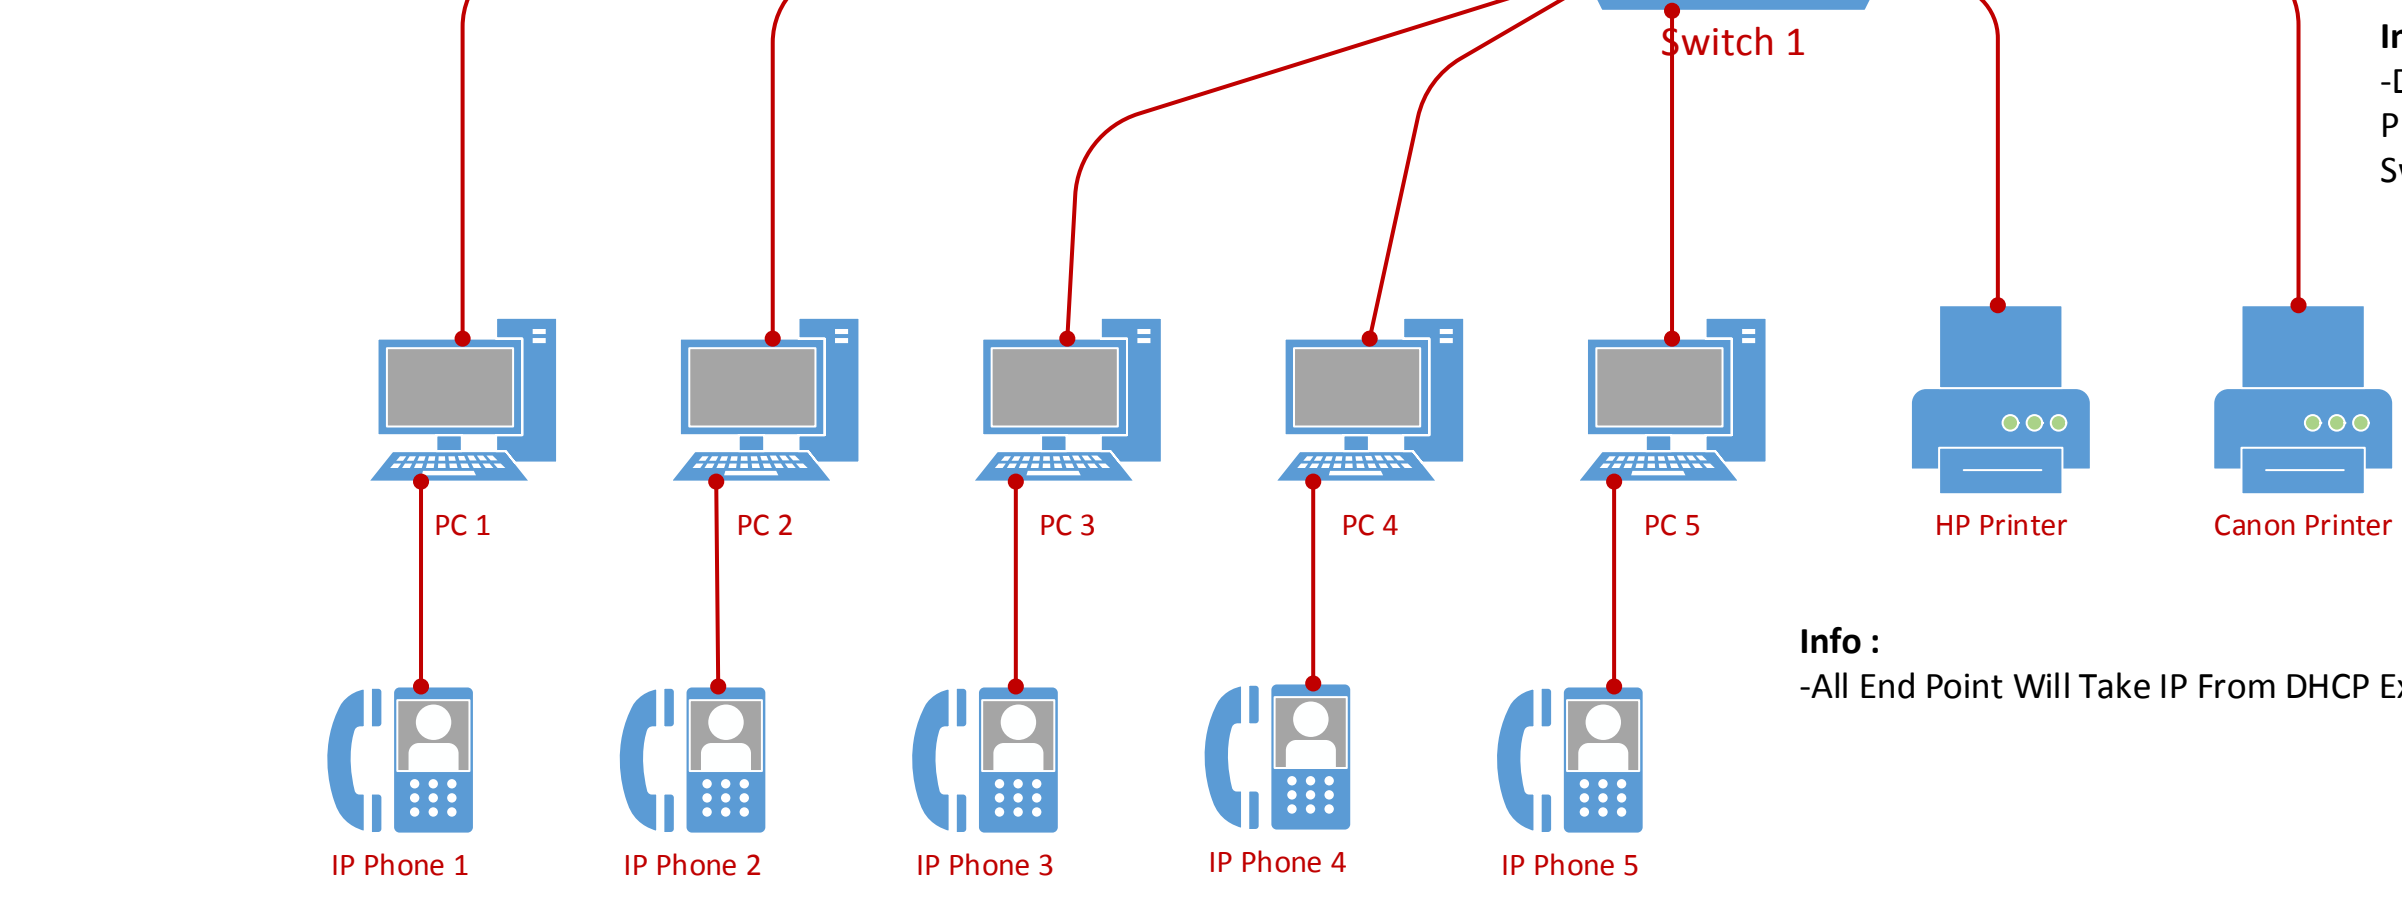 Switch 1
PC 1
PC 2
PC 3
PC 4
PC 5
HP Printer
Canon Printer
Info :
-All End Point Will Take IP From DHCP
IP Phone 1
IP Phone 2
IP Phone 3
IP Phone 4
IP Phone 5